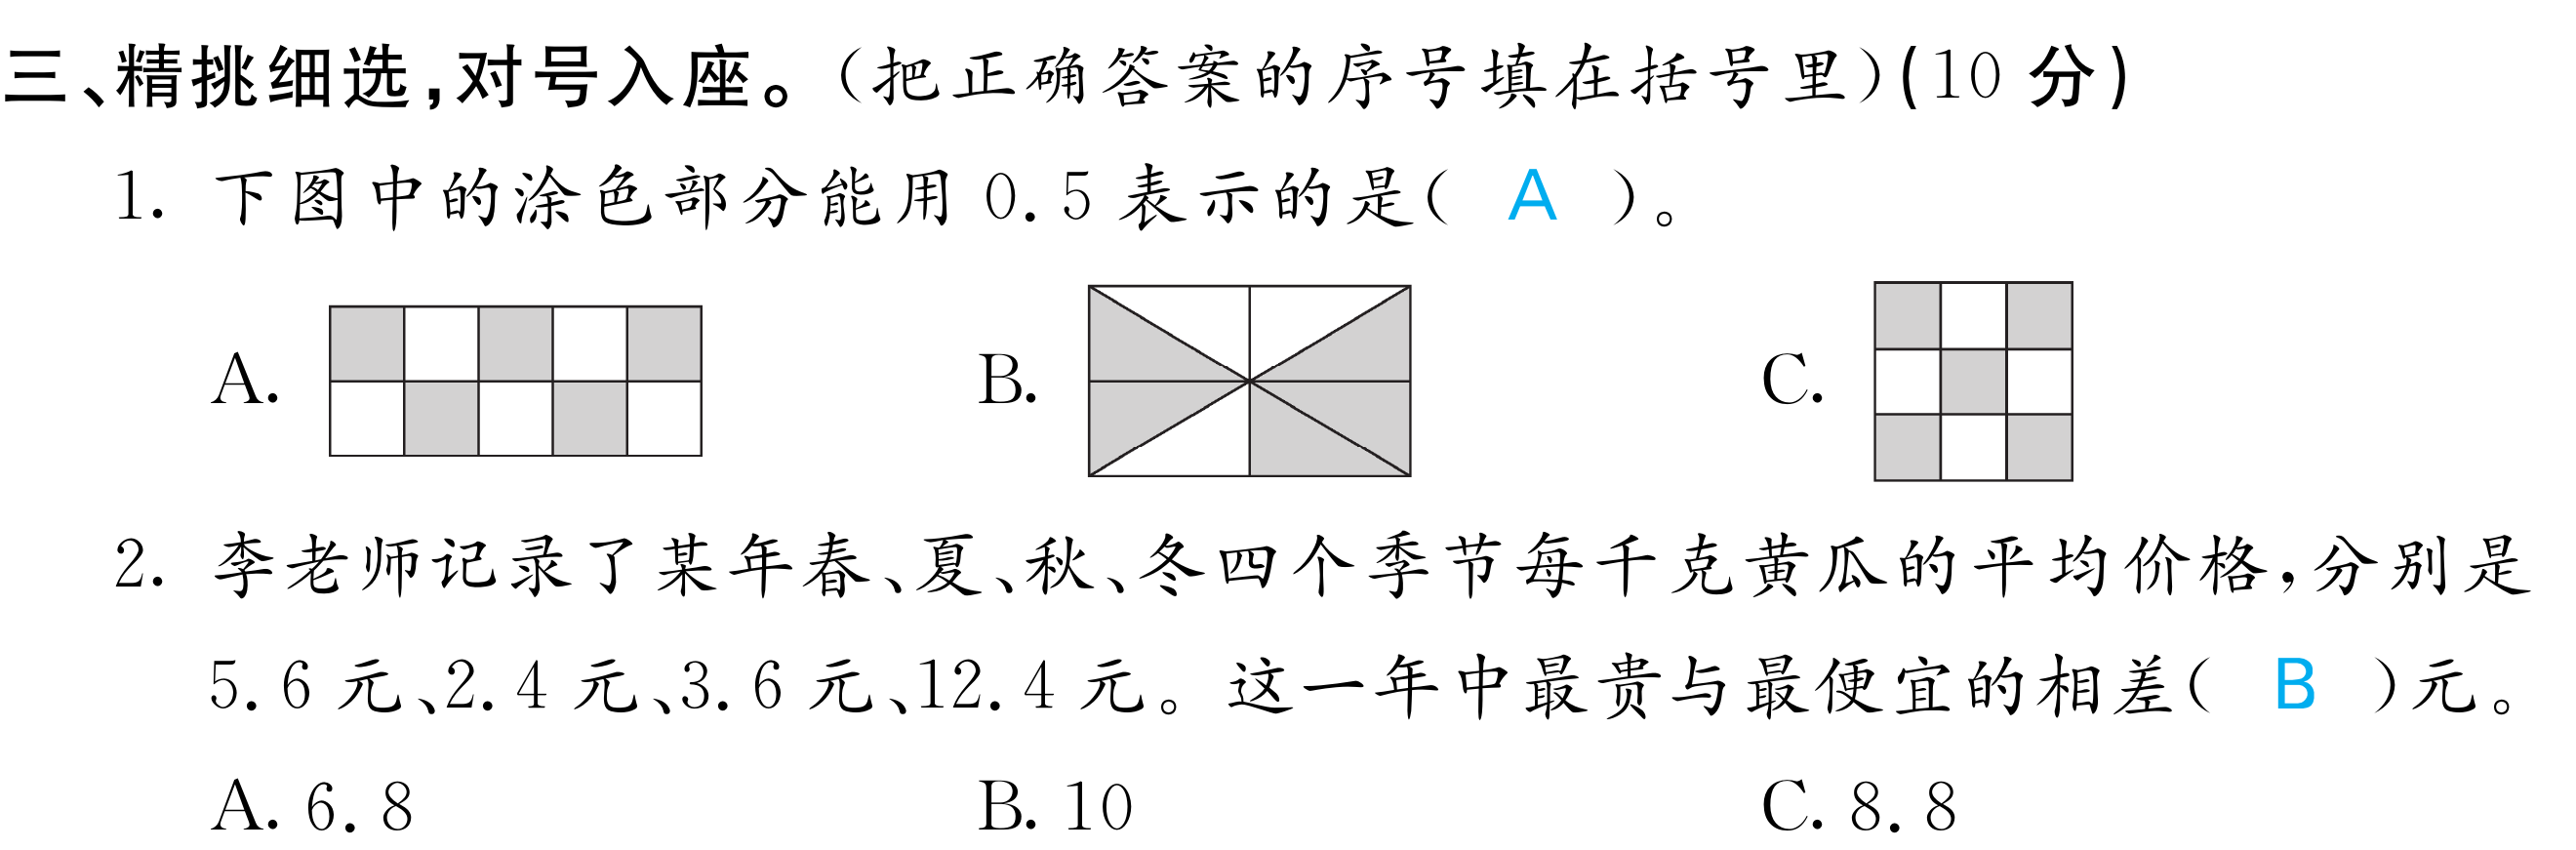 三、精挑细选,对号入座。(把正确答案的序号填在括号里)(10 分)
1. 下图中的涂色部分能用 0.5 表示的是( A )。
A. B. C.
2. 李老师记录了某年春、夏、秋、冬四个季节每千克黄瓜的平均价格,分别是
5.6 元、2.4 元、3.6 元、12.4 元。这一年中最贵与最便宜的相差( B )元。
A. 6.8 B. 10 C. 8.8